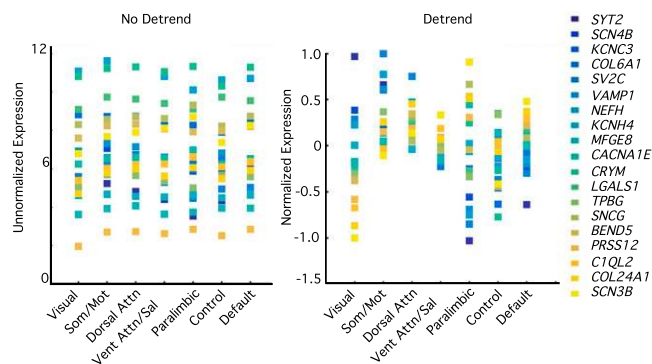 No Detrend
Detrend
Unnormalized Expression
12
6
0
Visual
Som/Mot
Dorsal Attn
Vent Attn/Sal
Paralimbic
Control
Default
Normalized Expression
1.0
0.5
0
-0.5
-1.0
-1.5
Visual
Som/Mot
Dorsal Attn
Vent Attn/Sal
Paralimbic
Control
Default
SYT2
SCN4B
KCNC3
COL6A1
SV2C
VAMP1
NEFH
KCNH4
MFGE8
CACNA1E
CRYM
LGALS1
TPBG
SNCG
BEND5
PRSS12
C1QL2
COL24A1
SCN3B